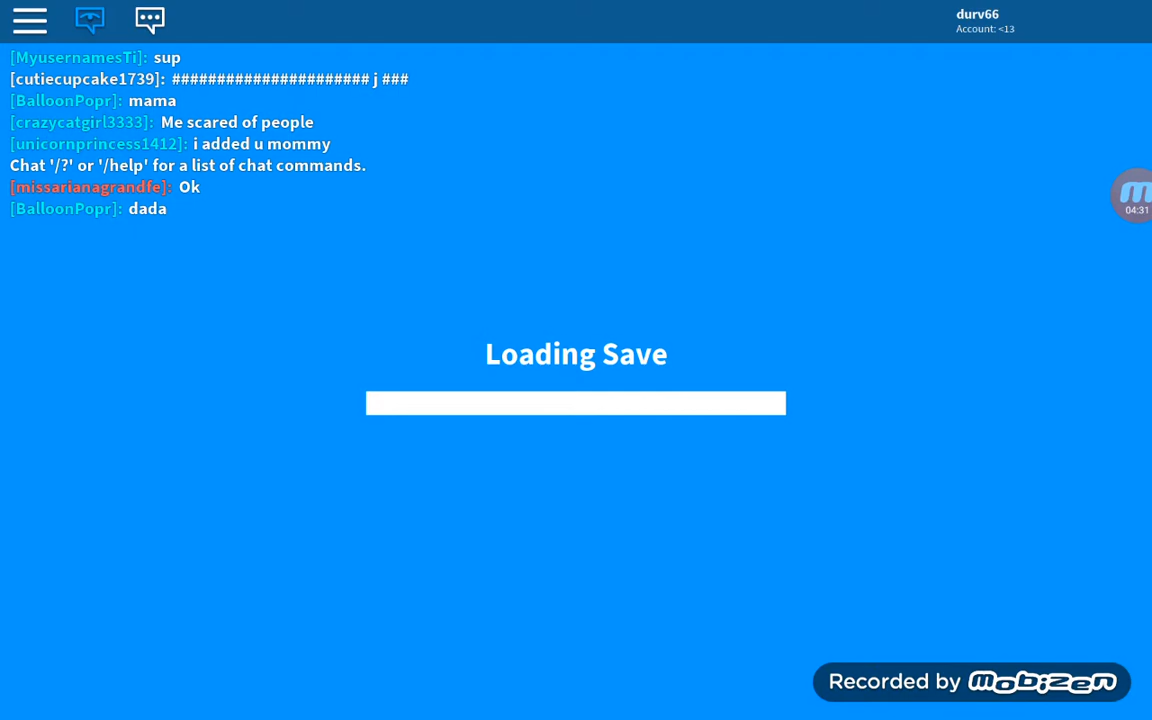 durv66
Account: <13
[MyusernamesTi]: sup
[cutiecupcake1739]: ###################### j ###
[BalloonPopr]: mama
[crazycatgirl3333]: Me scared of people
[unicornprincess1412]: i added u mommy
Chat '/?' or '/help' for a list of chat commands.
[missarianagrandfe]: Ok
[BalloonPopr]: dada
m
04:31
Loading Save
Recorded by mobizen